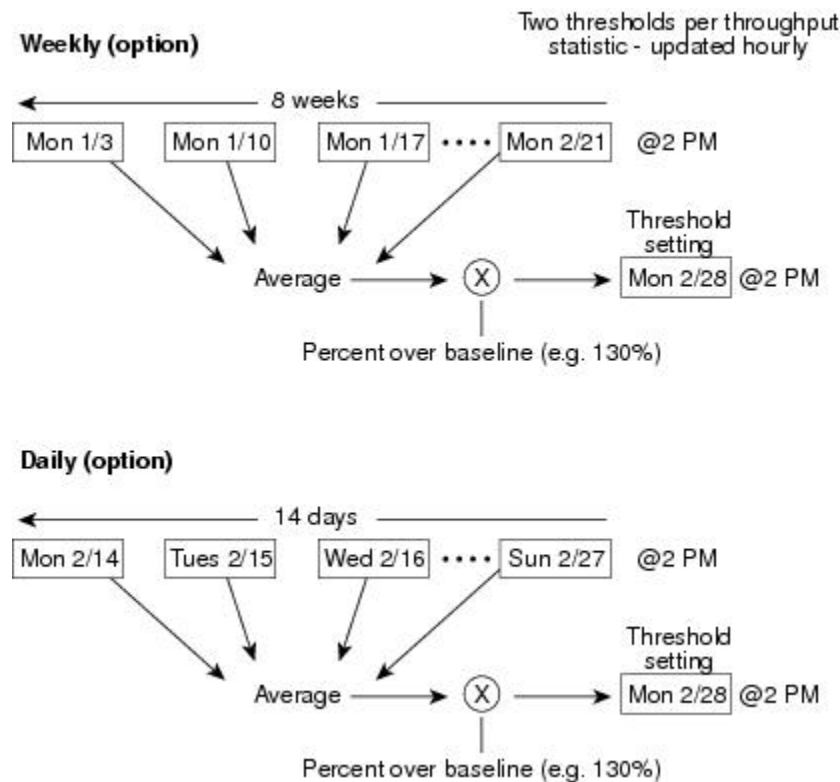 Weekly (option)
Two thresholds per throughput
statistic - updated hourly
8 weeks
Mon 1/3 Mon 1/10 Mon 1/17 •••• Mon 2/21 @2 PM
Threshold
setting
Average X Mon 2/28 @2 PM
Percent over baseline (e.g. 130%)
Daily (option)
14 days
Mon 2/14 Tues 2/15 Wed 2/16 •••• Sun 2/27 @2 PM
Threshold
setting
Average X Mon 2/28 @2 PM
Percent over baseline (e.g. 130%)